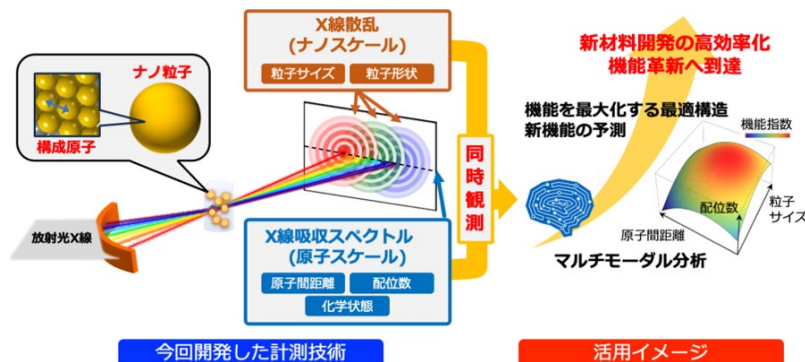 X線散乱
(ナノスケール)
粒子サイズ
粒子形状
ナノ粒子
構成原子
放射光X線
X線吸収スペクトル
(原子スケール)
原子間距離
配位数
化学状態
同時観測
今回開発した計測技術
新材料開発の高効率化
機能革新へ到達
機能を最大化する最適構造
新機能の予測
機能指数
配位数
粒子
サイズ
原子間距離
マルチモーダル分析
活用イメージ